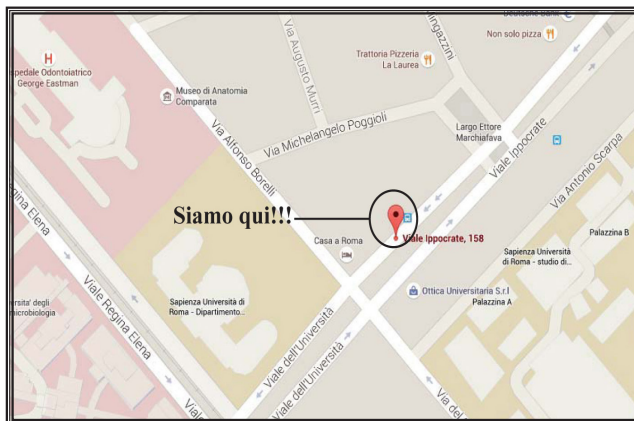 Deutsche Bank
Non solo pizza
Trattoria Pizzeria
La Laurea
Via Augusto Murri
Ospedale Odontoiatrico
George Eastman
Museo di Anatomia
Comparata
Largo Ettore
Marchiafava
Via Michelangelo Poggioli
Via Alfonso Borelli
Viale Ippocrate
Via Antonio Scarpa
Siamo qui!!!
Viale Ippocrate, 158
Casa a Roma
Palazzina B
Sapienza Università
di Roma - studio di...
Regina Elena
Ottica Universitaria S.r.l
Palazzina A
Sapienza Università di
Roma - Dipartimento...
Viale Regina Elena
Viale dell'Università
Viale dell'Università
Viale
Via del